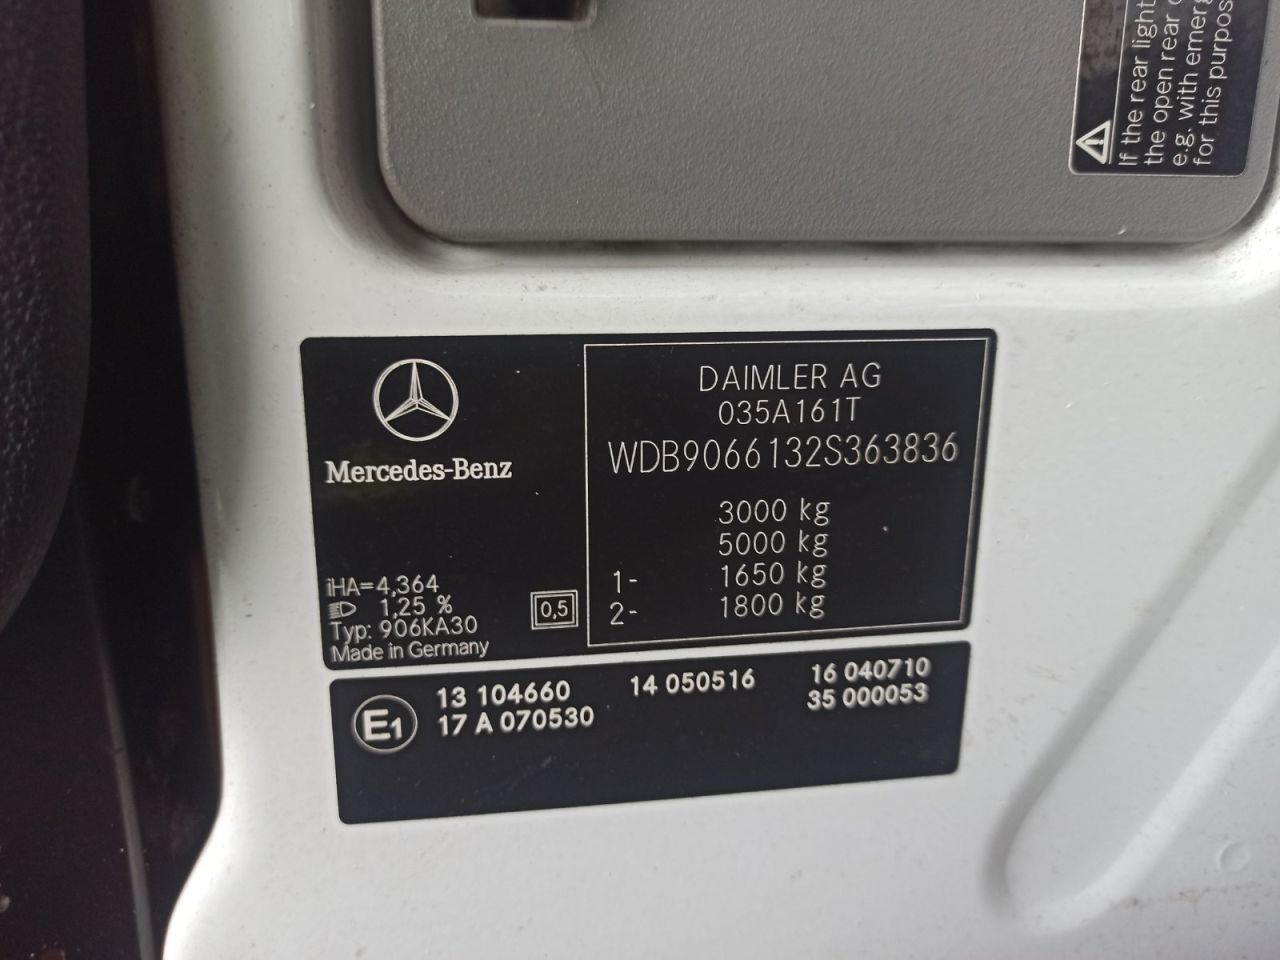 If the rear light
the open rear
e.g. with emerg
for this purpos
DAIMLER AG
035A161T
WDB9066132S363836
3000 kg
5000 kg
1- 1650 kg
2- 1800 kg
Mercedes-Benz
iHA=4,364
1,25 %
0,5
Typ: 906KA30
Made in Germany
E1
13 104660 14 050516 16 040710
17 A 070530 35 000053